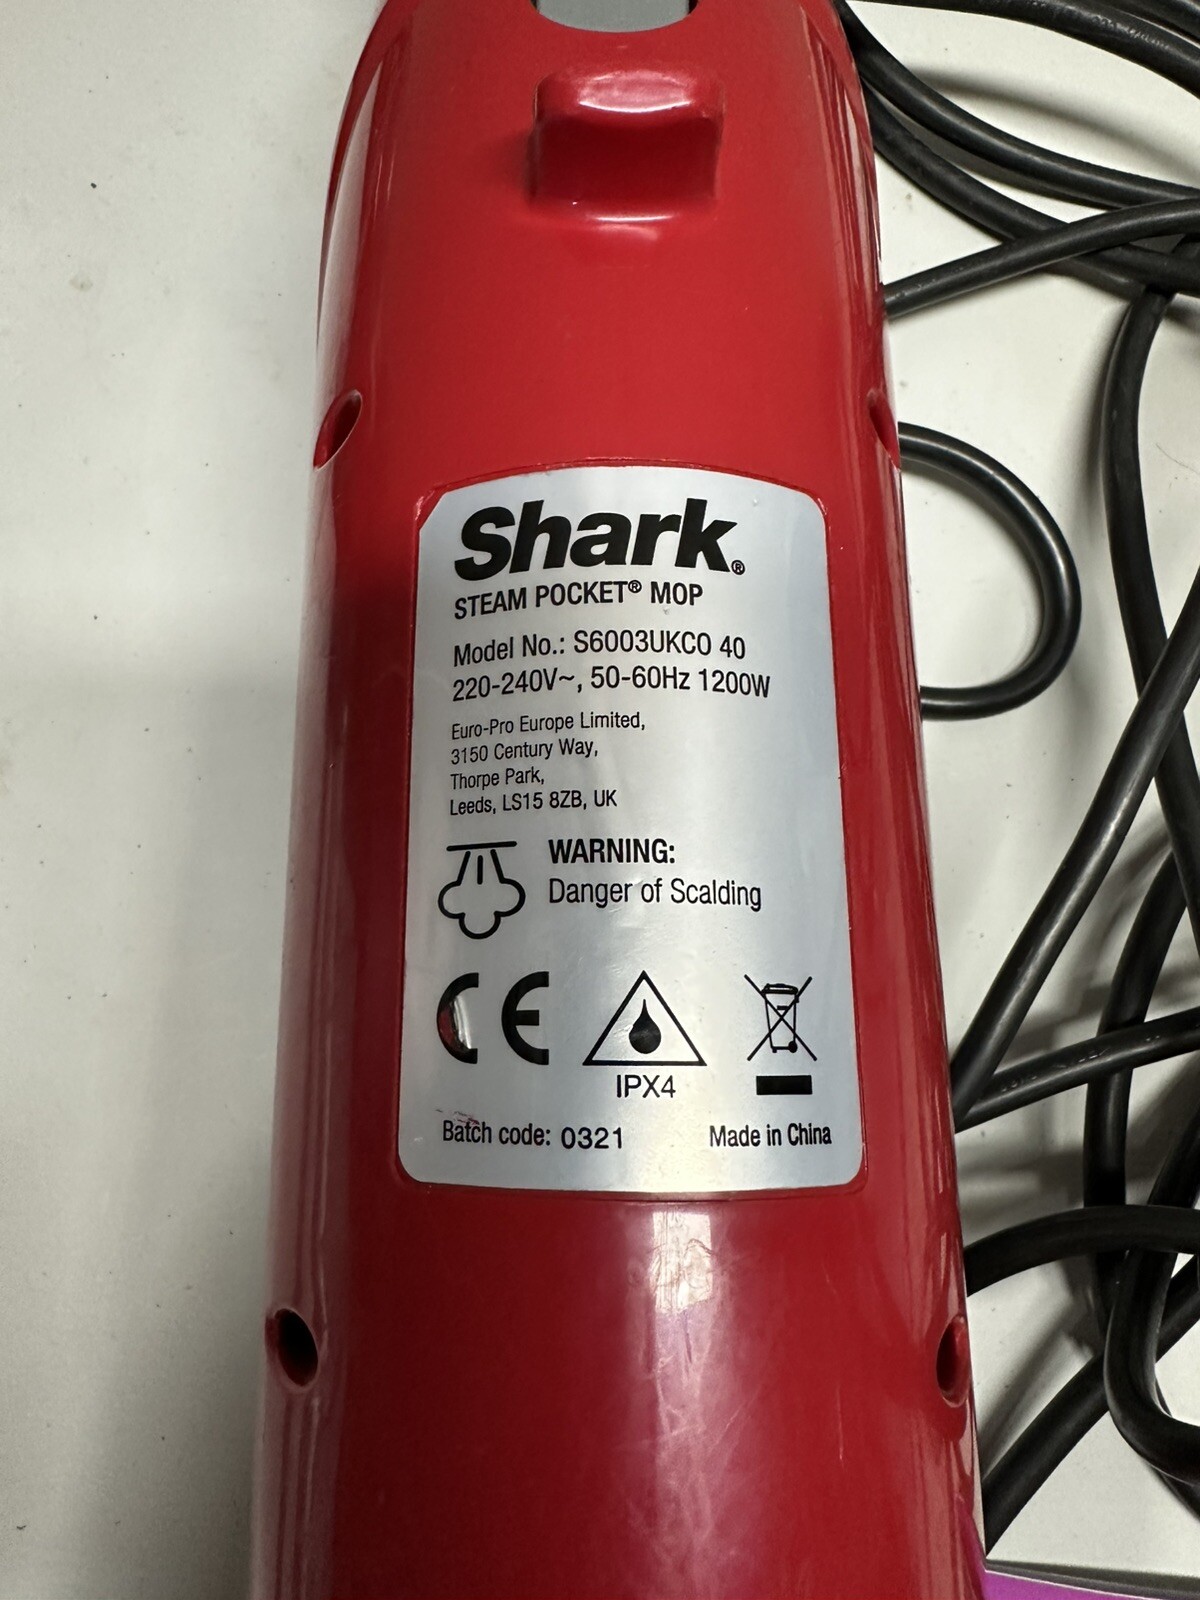 Shark®
STEAM POCKET® MOP
Model No.: S6003UKCO 40
220-240V~, 50-60Hz 1200W
Euro-Pro Europe Limited,
3150 Century Way,
Thorpe Park,
Leeds, LS15 8ZB, UK
WARNING:
Danger of Scalding
CE
IPX4
Batch code: 0321 Made in China